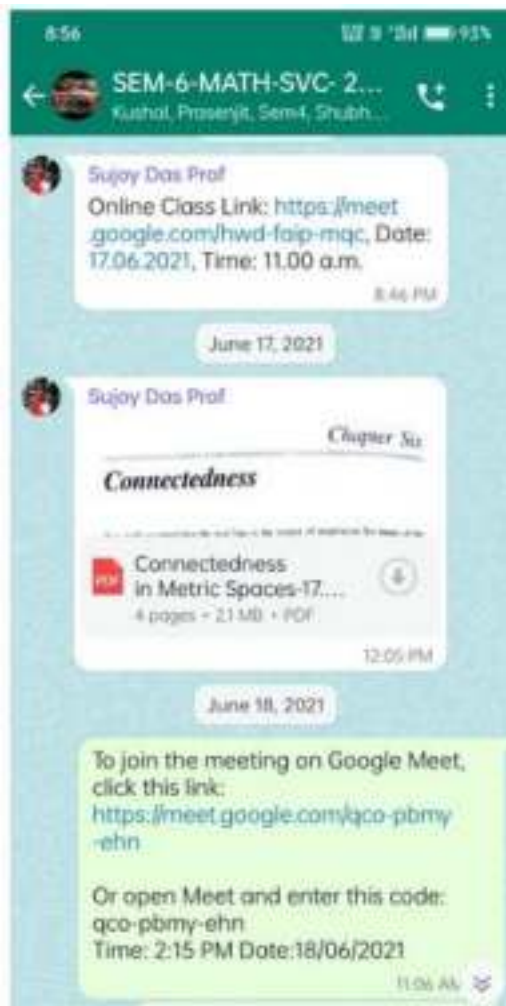 8:56
93%
SEM-6-MATH-SVC- 2...
Kushal, Prosenjit, Sem4, Shubh...
Sujoy Das Prof
Online Class Link: https://meet
.google.com/hwd-faip-mqc, Date:
17.06.2021, Time: 11.00 a.m.
8:46 PM
June 17, 2021
Sujoy Das Prof
Chapter Six
Connectedness
PDF
Connectedness
in Metric Spaces-17....
4 pages • 2.1 MB • PDF
12:05 PM
June 18, 2021
To join the meeting on Google Meet,
click this link:
https://meet.google.com/qco-pbmy
-ehn
Or open Meet and enter this code:
qco-pbmy-ehn
Time: 2:15 PM Date:18/06/2021
11:06 AM